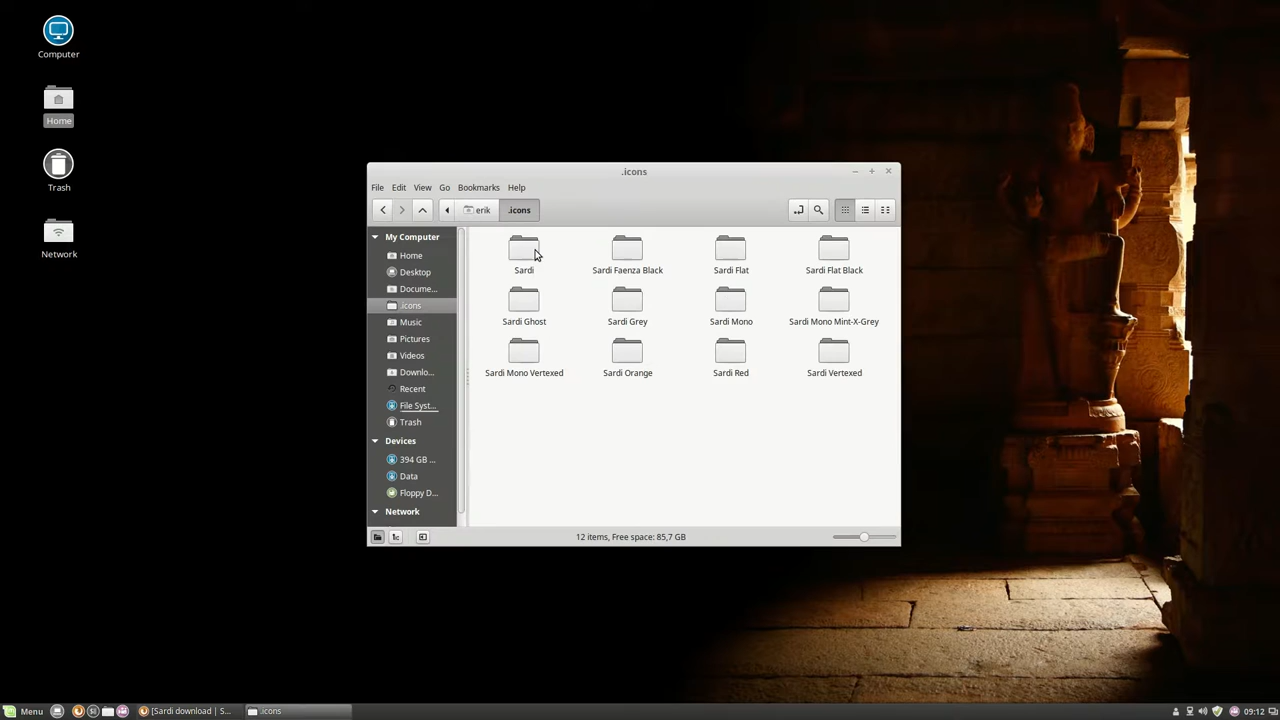 Computer
Home
Trash
Network
.icons
File Edit View Go Bookmarks Help
erik .icons
My Computer
Home
Desktop
Docume...
.icons
Music
Pictures
Videos
Downlo...
Recent
File Syst...
Trash
Devices
394 GB ...
Data
Floppy D...
Network
Sardi Sardi Faenza Black Sardi Flat Sardi Flat Black
Sardi Ghost Sardi Grey Sardi Mono Sardi Mono Mint-X-Grey
Sardi Mono Vertexed Sardi Orange Sardi Red Sardi Vertexed
12 items, Free space: 85,7 GB
Menu [Sardi download | S... .icons 09:12